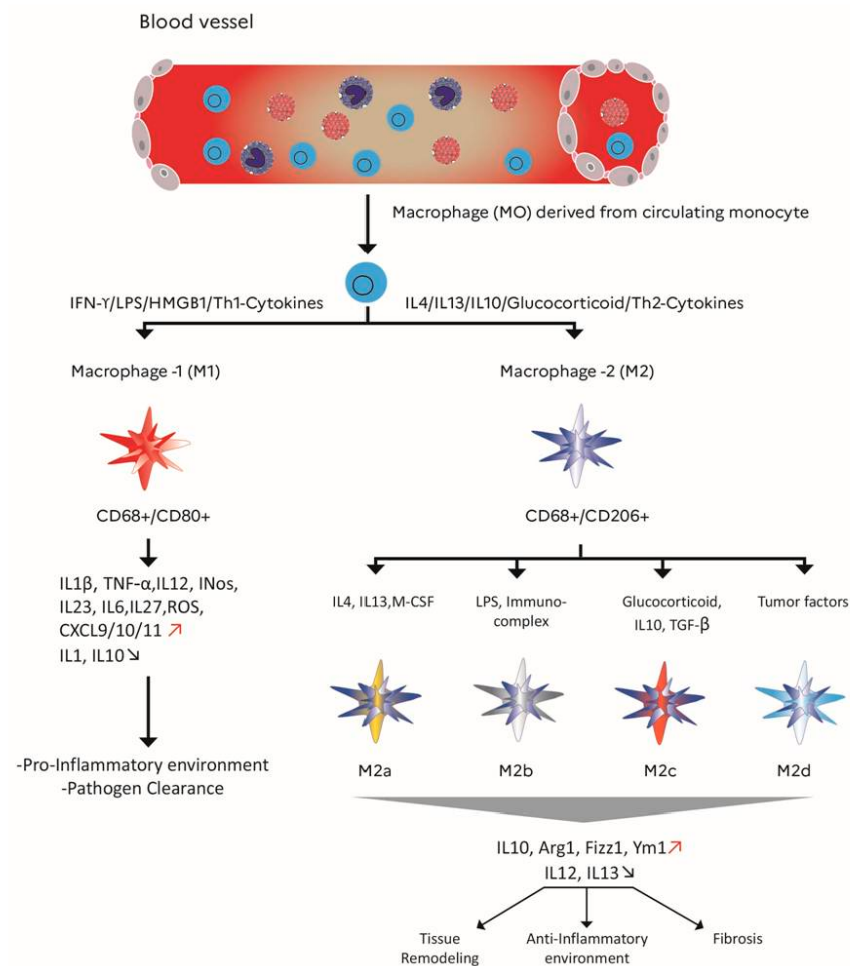 Blood vessel
Macrophage (MO) derived from circulating monocyte
IFN-ϒ/LPS/HMGB1/Th1-Cytokines
IL4/IL13/IL10/Glucocorticoid/Th2-Cytokines
Macrophage -1 (M1)
Macrophage -2 (M2)
CD68+/CD80+
CD68+/CD206+
IL1β, TNF-α,IL12, INos,
IL23, IL6,IL27,ROS,
CXCL9/10/11 ↗
IL1, IL10↘
-Pro-Inflammatory environment
-Pathogen Clearance
IL4, IL13,M-CSF
LPS, Immuno-
complex
Glucocorticoid,
IL10, TGF-β
Tumor factors
M2a
M2b
M2c
M2d
IL10, Arg1, Fizz1, Ym1↗
IL12, IL13↘
Tissue
Remodeling
Anti-Inflammatory
environment
Fibrosis